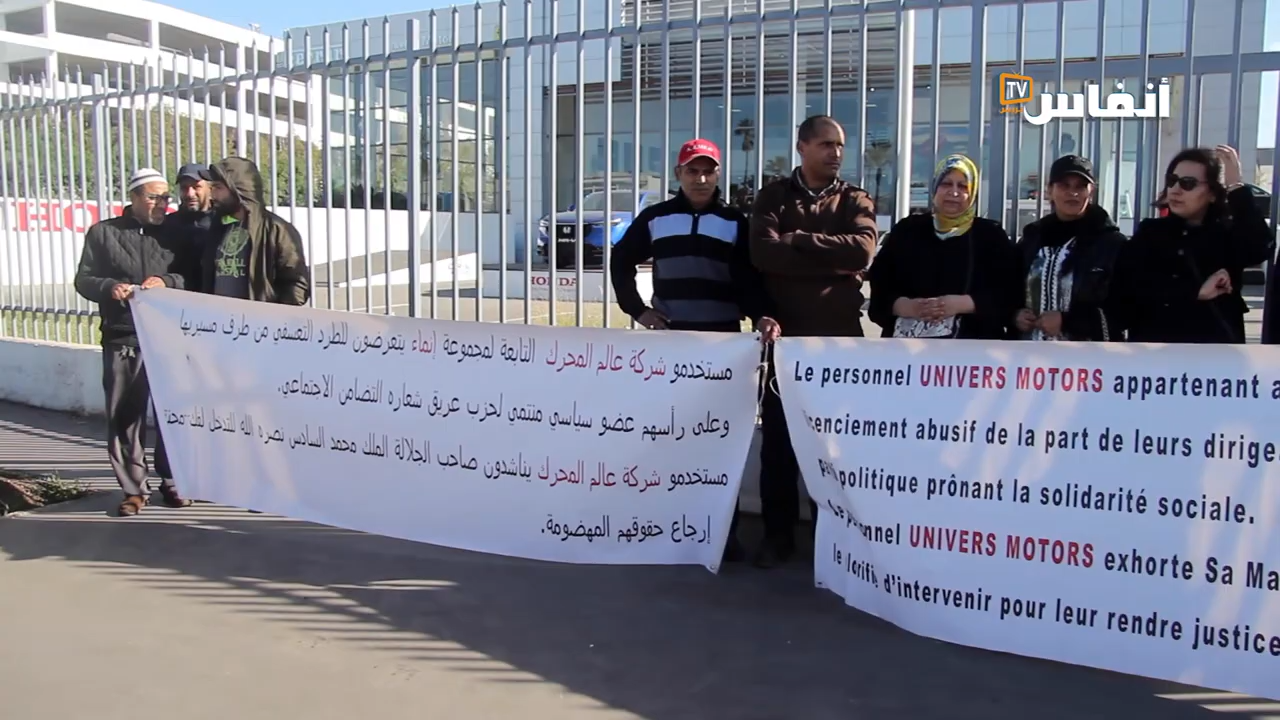 أنفاس
TV
HO
HONDA
مستخدمو شركة عالم المحرك التابعة لمجموعة إنماء يتعرضون للطرد التعسفي من طرف مسيريها
وعلى رأسهم عضو سياسي منتمي لحزب عريق شعاره التضامن الاجتماعي.
مستخدمو شركة عالم المحرك يناشدون صاحب الجلالة الملك محمد السادس نصره الله للتدخل لفك
إرجاع حقوقهم المهضومة.
Le personnel UNIVERS MOTORS appartenant a
cenciement abusif de la part de leurs dirige
politique prônant la solidarité sociale.
personnel UNIVERS MOTORS exhorte Sa Ma
d'intervenir pour leur rendre justice